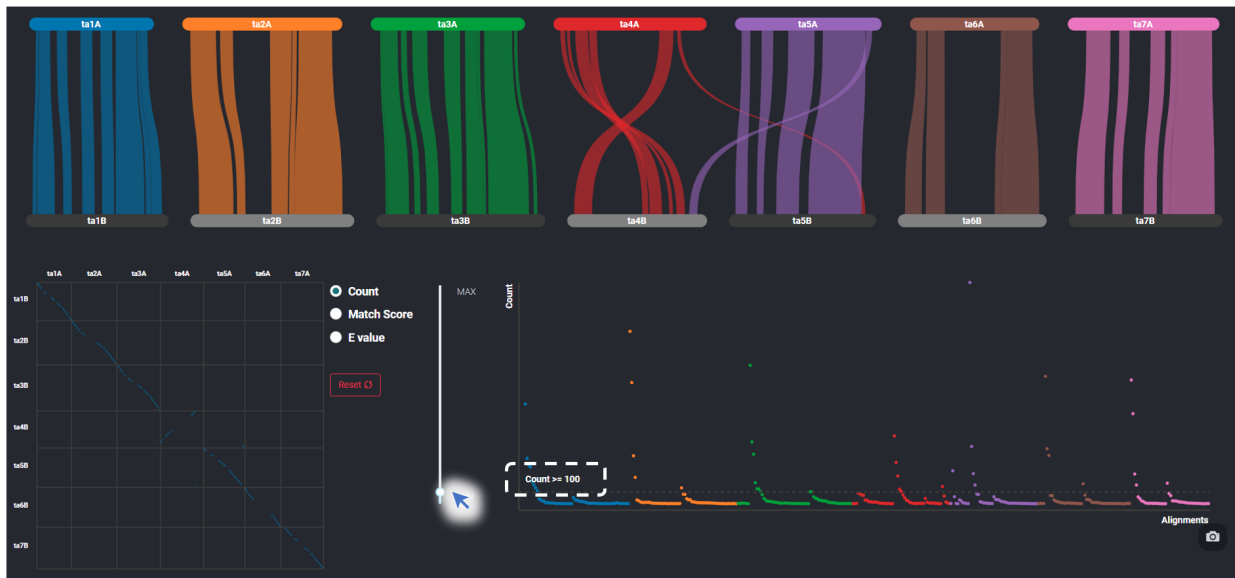 ta1A ta2A ta3A ta4A ta5A ta6A ta7A
ta1B ta2B ta3B ta4B ta5B ta6B ta7B
ta1A ta2A ta3A ta4A ta5A ta6A ta7A
ta1B
ta2B
ta3B
ta4B
ta5B
ta6B
ta7B
Count
Match Score
E value
Reset
MAX
Count
Count >= 100
Alignments